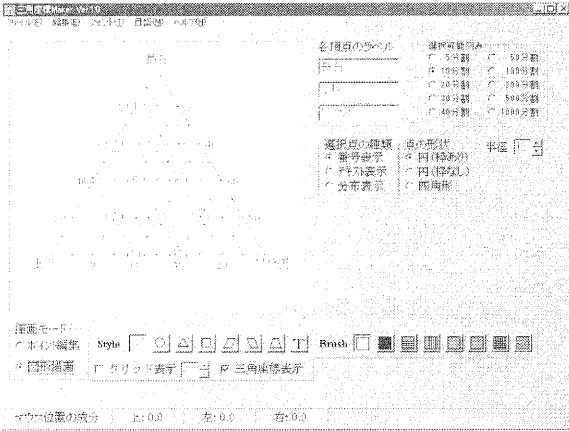 三角座標Maker Ver1.0
ファイル(F) 編集(E) フォント(I) 目盛(M) ヘルプ(H)
各頂点のラベル
選択可能刻み
5分割 50分割
10分割 100分割
20分割 200分割
30分割 500分割
40分割 1000分割
選択点の種類 点の形状 半径
番号表示 円(枠あり)
テキスト表示 円(枠なし)
分布表示 四角形
描画モード
ポイント編集 Style T Brush
図形描画 グリッド表示 三角座標表示
マウス位置の成分 上:0.0 左:0.0 右:0.0